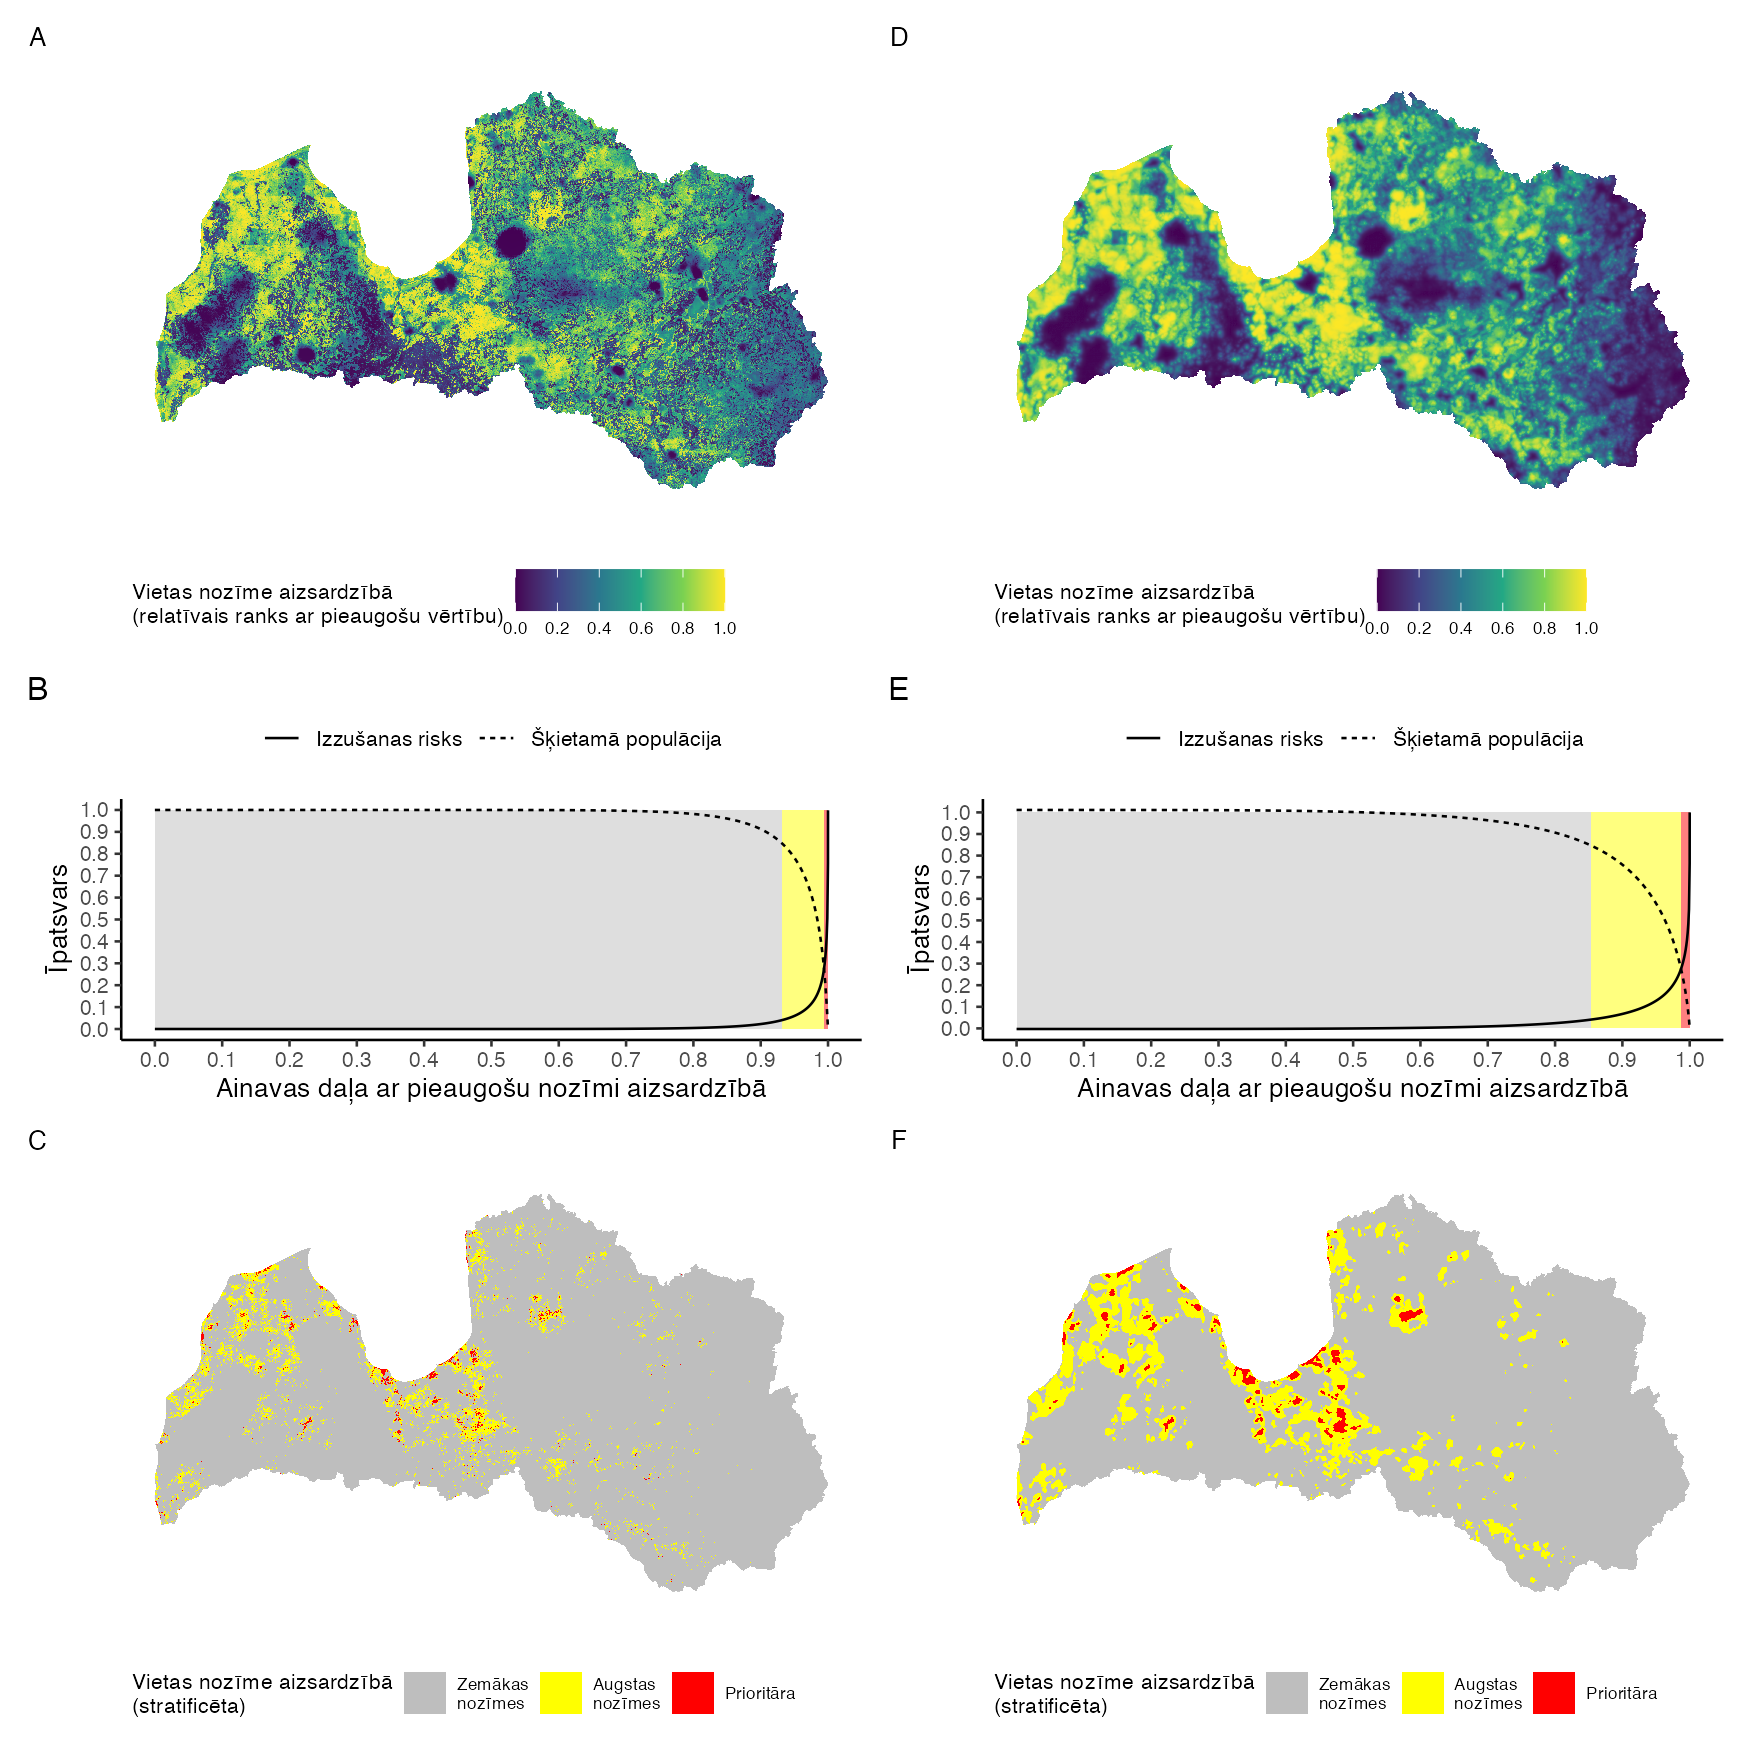 A
Vietas nozīme aizsardzībā
(relatīvais ranks ar pieaugošu vērtību)
0.0 0.2 0.4 0.6 0.8 1.0
D
Vietas nozīme aizsardzībā
(relatīvais ranks ar pieaugošu vērtību)
0.0 0.2 0.4 0.6 0.8 1.0
B
Izzušanas risks Šķietamā populācija
Īpatsvars
1.0
0.9
0.8
0.7
0.6
0.5
0.4
0.3
0.2
0.1
0.0
0.0 0.1 0.2 0.3 0.4 0.5 0.6 0.7 0.8 0.9 1.0
Ainavas daļa ar pieaugošu nozīmi aizsardzībā
E
Izzušanas risks Šķietamā populācija
Īpatsvars
1.0
0.9
0.8
0.7
0.6
0.5
0.4
0.3
0.2
0.1
0.0
0.0 0.1 0.2 0.3 0.4 0.5 0.6 0.7 0.8 0.9 1.0
Ainavas daļa ar pieaugošu nozīmi aizsardzībā
C
Vietas nozīme aizsardzībā
(stratificēta)
Zemākas
nozīmes
Augstas
nozīmes
Prioritāra
F
Vietas nozīme aizsardzībā
(stratificēta)
Zemākas
nozīmes
Augstas
nozīmes
Prioritāra